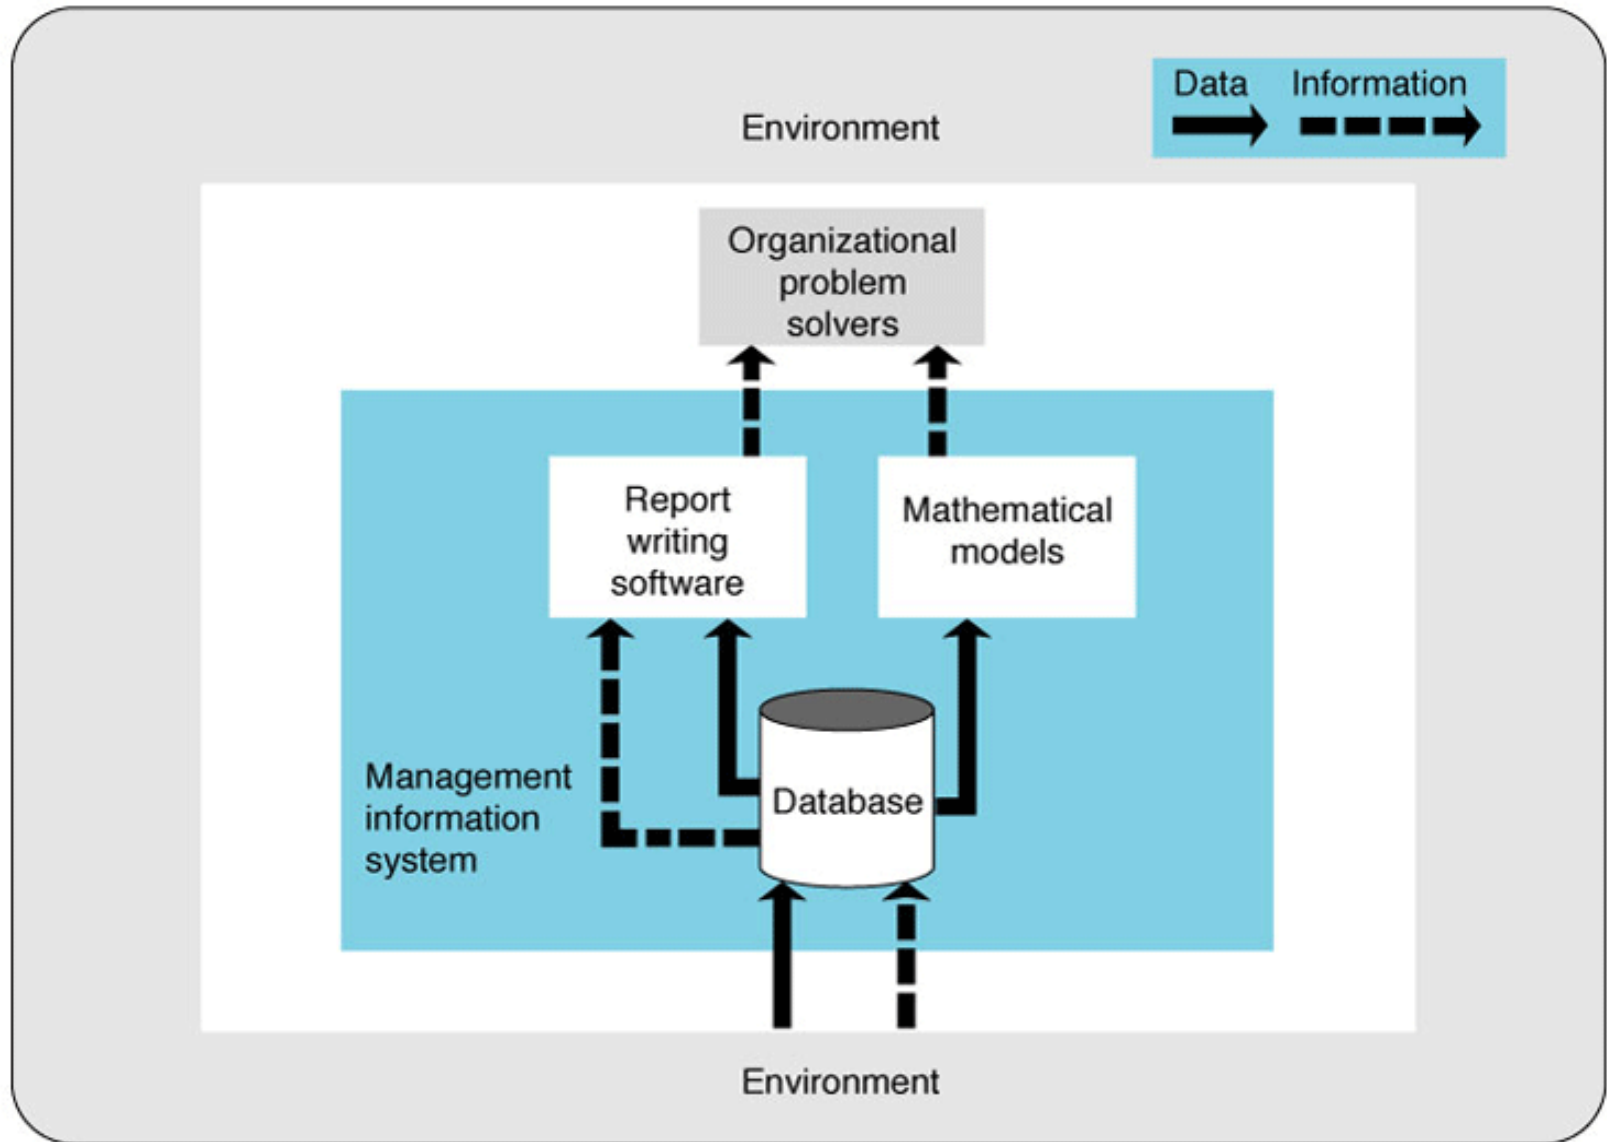 Data Information
Environment
Organizational
problem
solvers
Report
writing
software
Mathematical
models
Management
information
system
Database
Environment